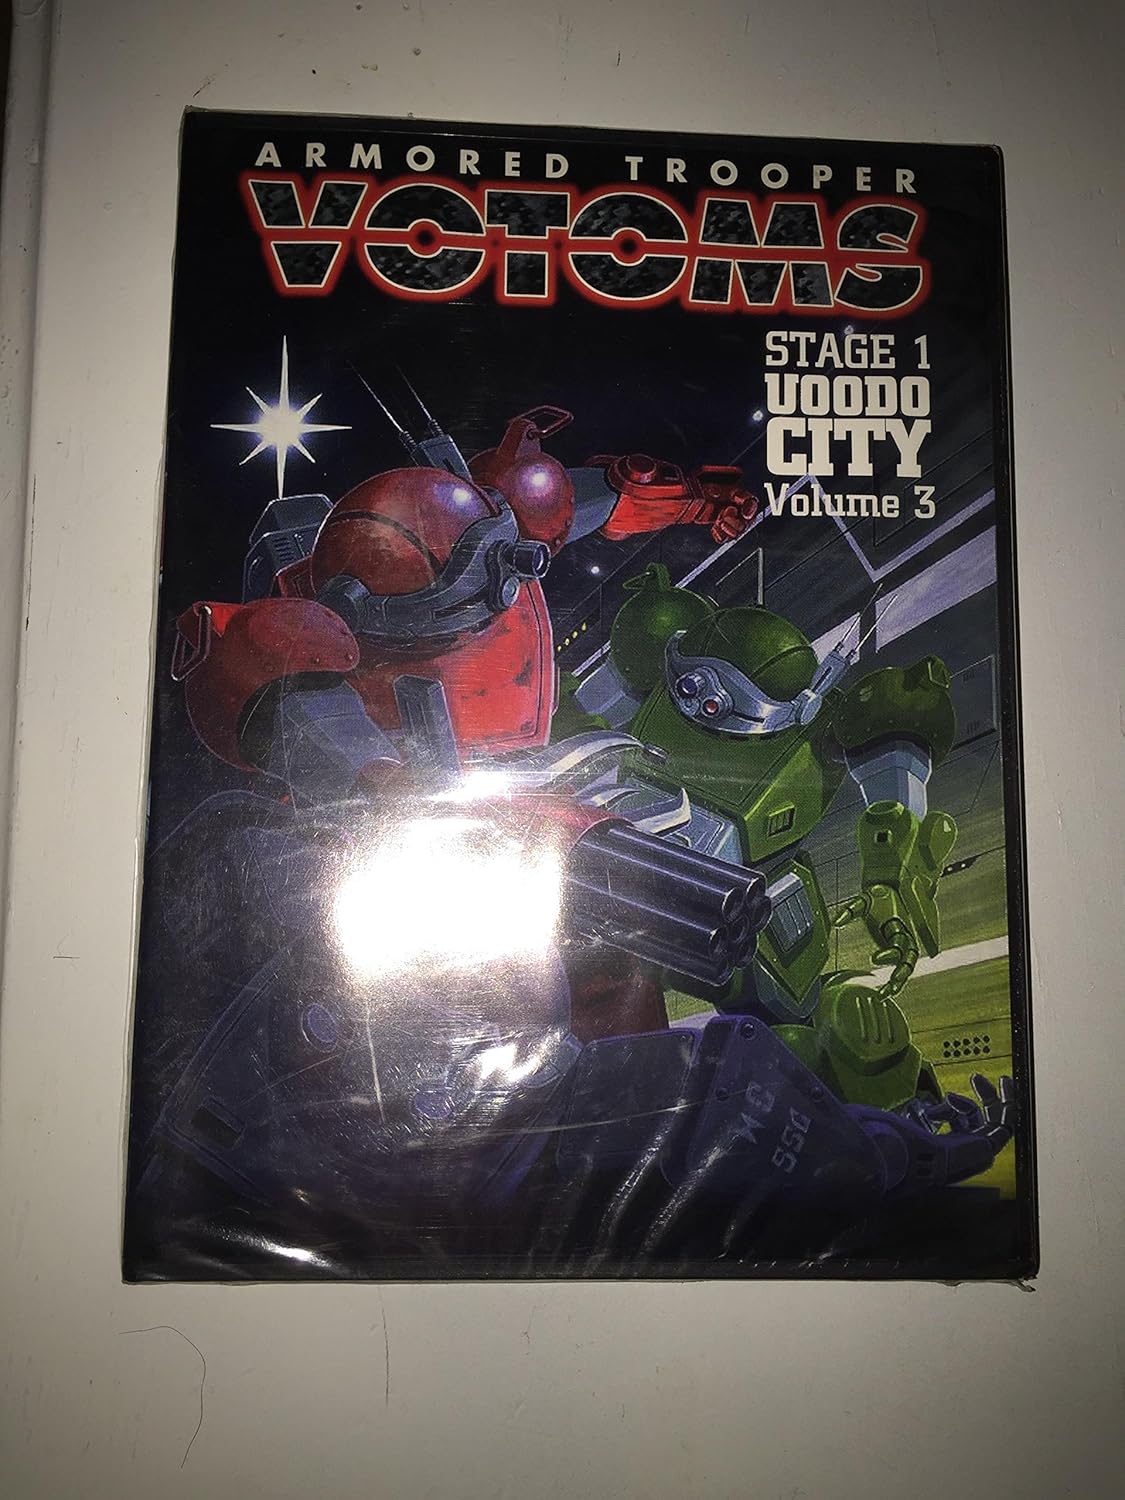 ARMORED TROOPER
VOTOMS
STAGE 1
UOODO
CITY
Volume 3